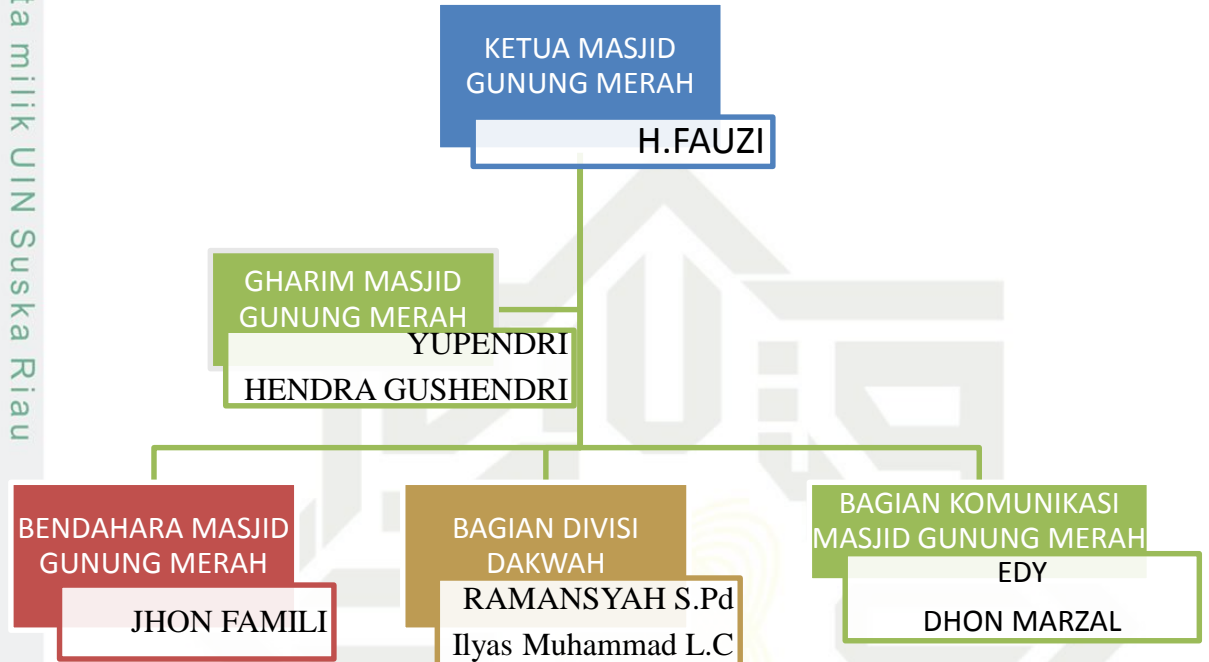 ta milik UIN Suska Riau
KETUA MASJID
GUNUNG MERAH
H.FAUZI
GHARIM MASJID
GUNUNG MERAH
YUPENDRI
HENDRA GUSHENDRI
BENDAHARA MASJID
GUNUNG MERAH
JHON FAMILI
BAGIAN DIVISI
DAKWAH
RAMANSYAH S.Pd
Ilyas Muhammad L.C
BAGIAN KOMUNIKASI
MASJID GUNUNG MERAH
EDY
DHON MARZAL